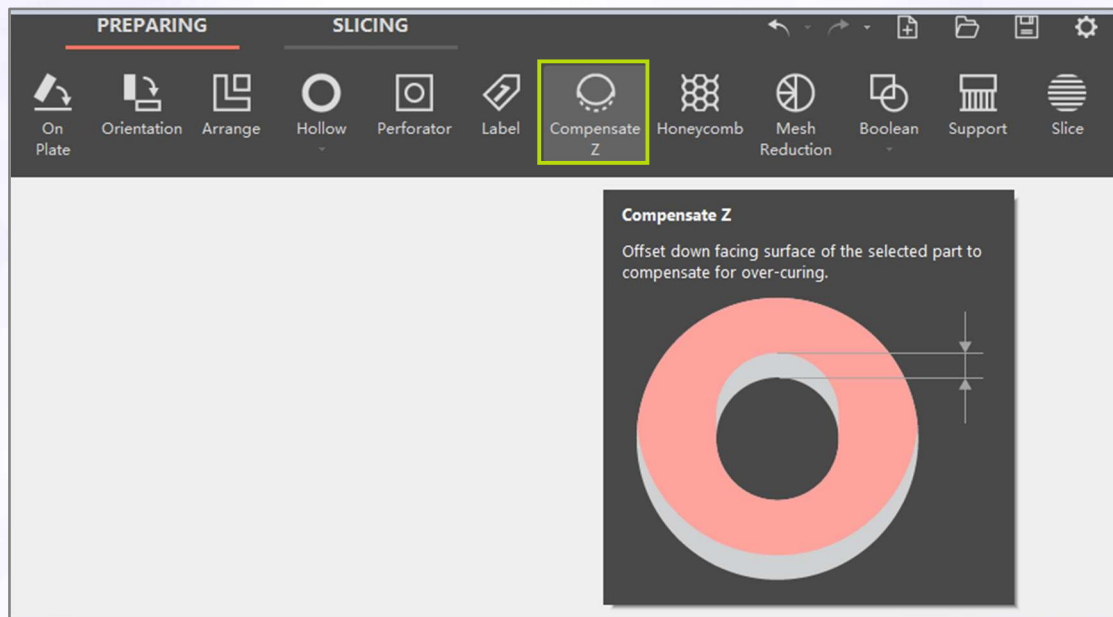 PREPARING
SLICING
On
Plate
Orientation
Arrange
Hollow
Perforator
Label
Compensate
Z
Honeycomb
Mesh
Reduction
Boolean
Support
Slice
Compensate Z
Offset down facing surface of the selected part to
compensate for over-curing.